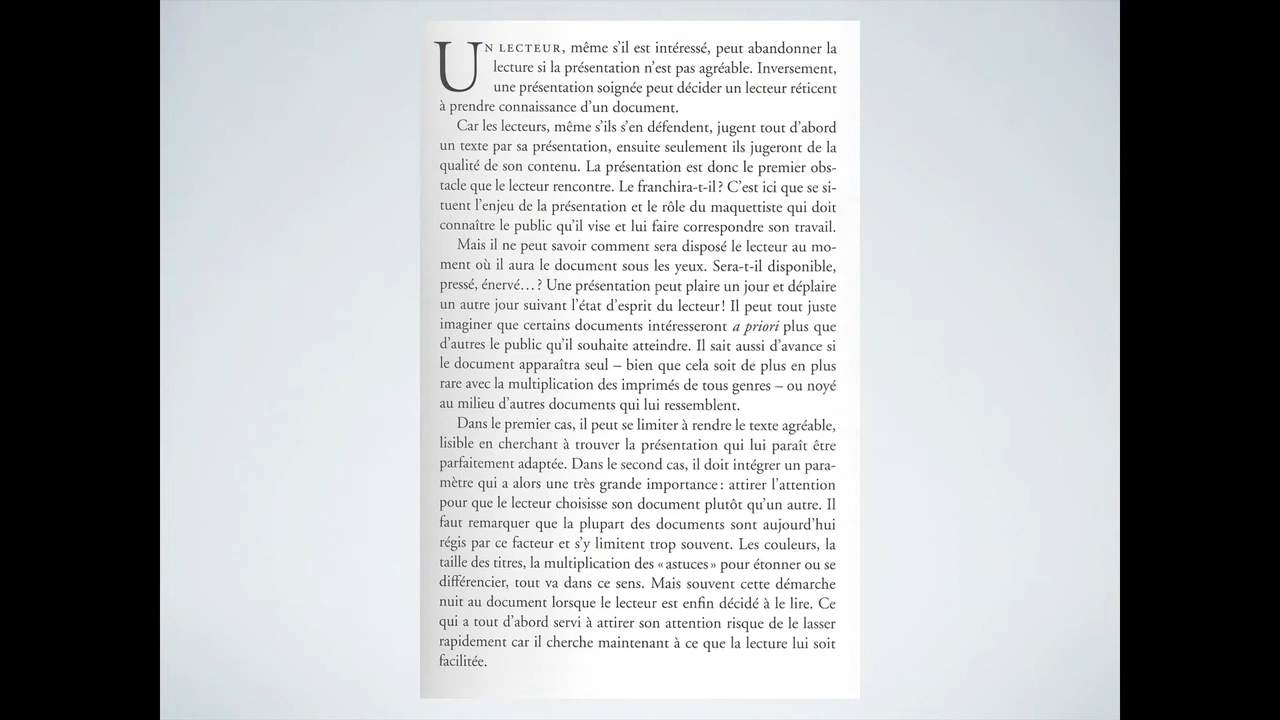 UN LECTEUR, même s'il est intéressé, peut abandonner la
lecture si la présentation n'est pas agréable. Inversement,
une présentation soignée peut décider un lecteur réticent
à prendre connaissance d'un document.
Car les lecteurs, même s'ils s'en défendent, jugent tout d'abord
un texte par sa présentation, ensuite seulement ils jugeront de la
qualité de son contenu. La présentation est donc le premier obs-
tacle que le lecteur rencontre. Le franchira-t-il ? C'est ici que se si-
tuent l'enjeu de la présentation et le rôle du maquettiste qui doit
connaître le public qu'il vise et lui faire correspondre son travail.
Mais il ne peut savoir comment sera disposé le lecteur au mo-
ment où il aura le document sous les yeux. Sera-t-il disponible,
pressé, énervé… ? Une présentation peut plaire un jour et déplaire
un autre jour suivant l'état d'esprit du lecteur ! Il peut tout juste
imaginer que certains documents intéresseront a priori plus que
d'autres le public qu'il souhaite atteindre. Il sait aussi d'avance si
le document apparaîtra seul – bien que cela soit de plus en plus
rare avec la multiplication des imprimés de tous genres – ou noyé
au milieu d'autres documents qui lui ressemblent.
Dans le premier cas, il peut se limiter à rendre le texte agréable,
lisible en cherchant à trouver la présentation qui lui paraît être
parfaitement adaptée. Dans le second cas, il doit intégrer un para-
mètre qui a alors une très grande importance : attirer l'attention
pour que le lecteur choisisse son document plutôt qu'un autre. Il
faut remarquer que la plupart des documents sont aujourd'hui
régis par ce facteur et s'y limitent trop souvent. Les couleurs, la
taille des titres, la multiplication des « astuces » pour étonner ou se
différencier, tout va dans ce sens. Mais souvent cette démarche
nuit au document lorsque le lecteur est enfin décidé à le lire. Ce
qui a tout d'abord servi à attirer son attention risque de le lasser
rapidement car il cherche maintenant à ce que la lecture lui soit
facilitée.